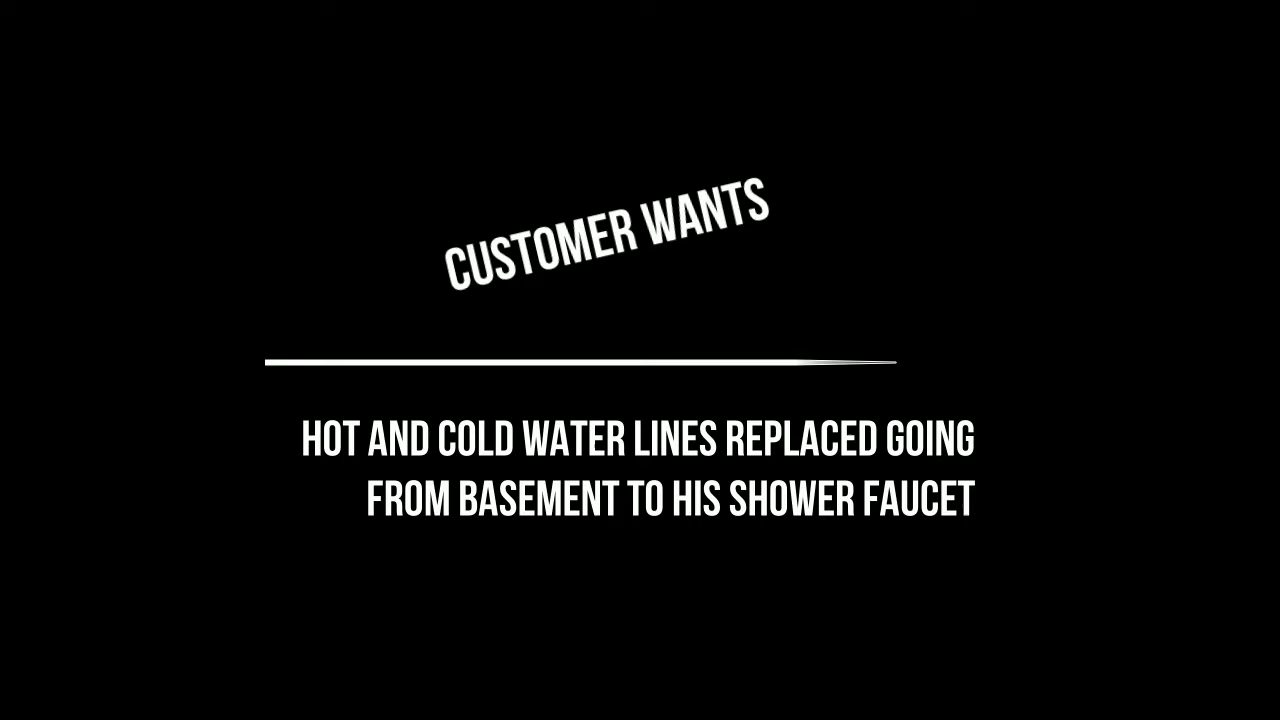 CUSTOMER WANTS
HOT AND COLD WATER LINES REPLACED GOING
FROM BASEMENT TO HIS SHOWER FAUCET